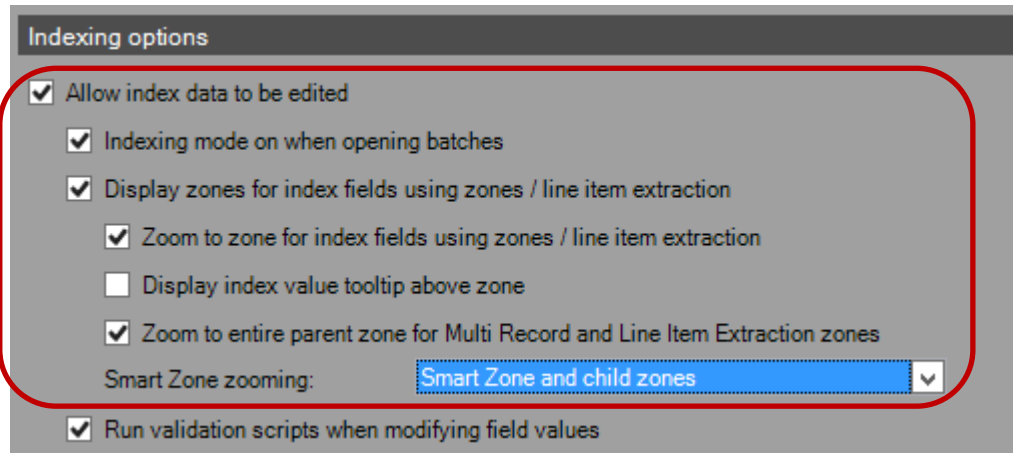 Indexing options
Allow index data to be edited
Indexing mode on when opening batches
Display zones for index fields using zones / line item extraction
Zoom to zone for index fields using zones / line item extraction
Display index value tooltip above zone
Zoom to entire parent zone for Multi Record and Line Item Extraction zones
Smart Zone zooming: Smart Zone and child zones
Run validation scripts when modifying field values